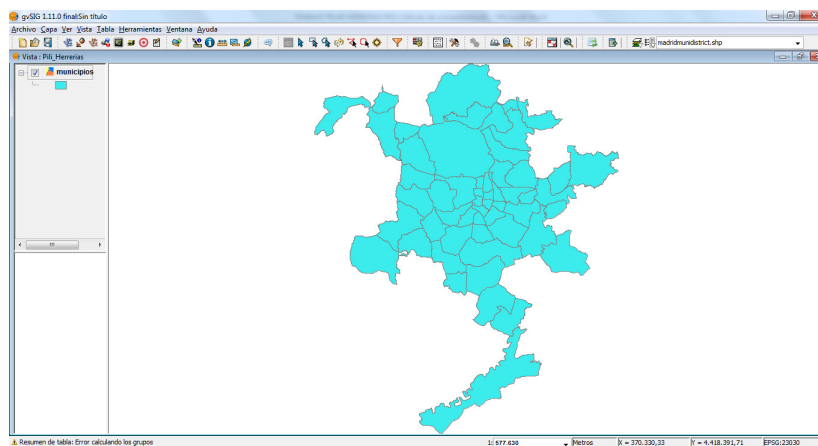 gvSIG 1.11.0 final:Sin título
Archivo Capa Ver Vista Tabla Herramientas Ventana Ayuda
madridmunidistrict.shp
Vista : Pili_Herrerias
municipios
Resumen de tabla: Error calculando los grupos
1: 577.630
Metros
X = 370.330,33
Y = 4.418.391,71
EPSG:23030